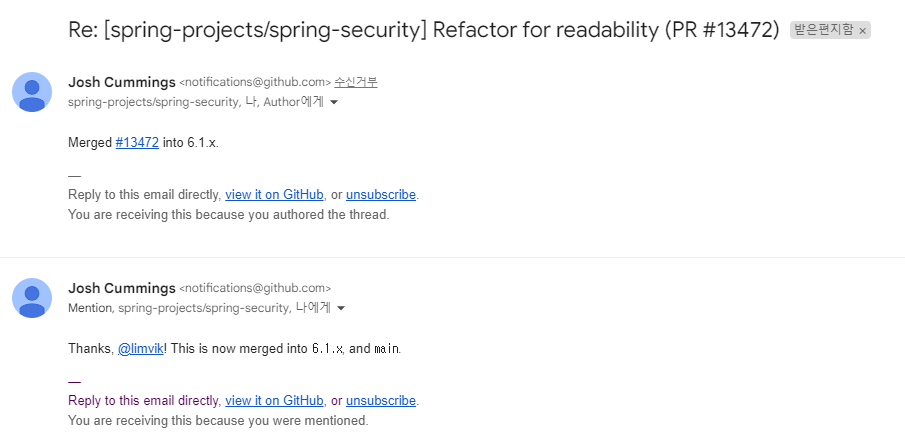 Re: [spring-projects/spring-security] Refactor for readability (PR #13472) 받은편지함 ×
Josh Cummings <notifications@github.com> 수신거부
spring-projects/spring-security, 나, Author에게
Merged #13472 into 6.1.x.
—
Reply to this email directly, view it on GitHub, or unsubscribe.
You are receiving this because you authored the thread.
Josh Cummings <notifications@github.com>
Mention, spring-projects/spring-security, 나에게
Thanks, @limvik! This is now merged into 6.1.x, and main.
—
Reply to this email directly, view it on GitHub, or unsubscribe.
You are receiving this because you were mentioned.